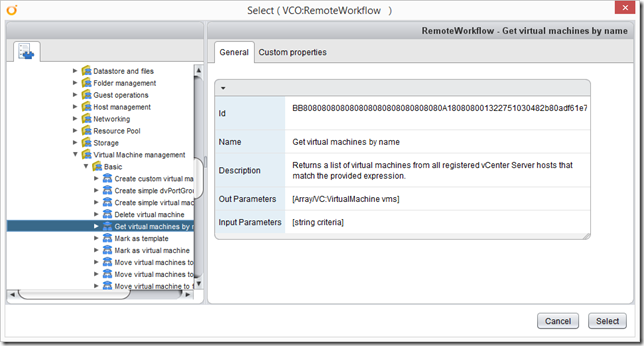 Select ( VCO:RemoteWorkflow )
RemoteWorkflow - Get virtual machines by name
General
Custom properties
Datastore and files
Folder management
Guest operations
Host management
Networking
Resource Pool
Storage
Virtual Machine management
Basic
Create custom virtual ma
Create simple dvPortGrou
Create simple virtual mac
Delete virtual machine
Get virtual machines by n
Mark as template
Mark as virtual machine
Move virtual machines to
Move virtual machines to
Move virtual machine to t
Id
Name
Get virtual machines by name
Description
Returns a list of virtual machines from all registered vCenter Server hosts that
match the provided expression.
Out Parameters
[Array/VC:VirtualMachine vms]
Input Parameters
[string criteria]
Cancel
Select